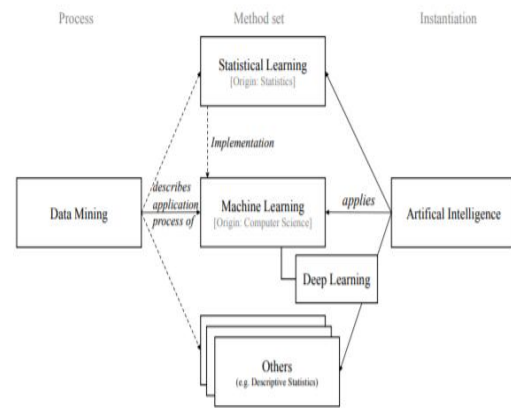 Process
Method set
Instantiation
Statistical Learning
[Origin: Statistics]
Implementation
describes
application
process of
Data Mining
Machine Learning
[Origin: Computer Science]
applies
Artifical Intelligence
Deep Learning
Others
(e.g. Descriptive Statistics)